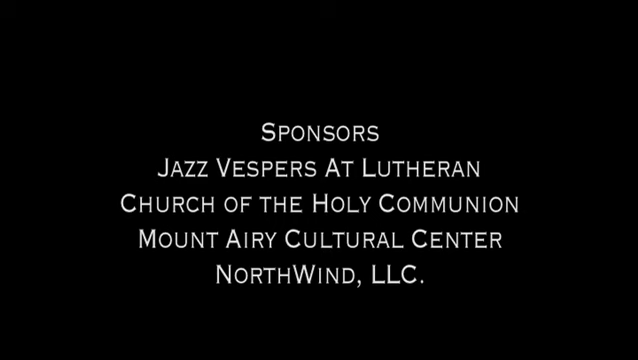 Sponsors
Jazz Vespers At Lutheran
Church of the Holy Communion
Mount Airy Cultural Center
NorthWind, LLC.